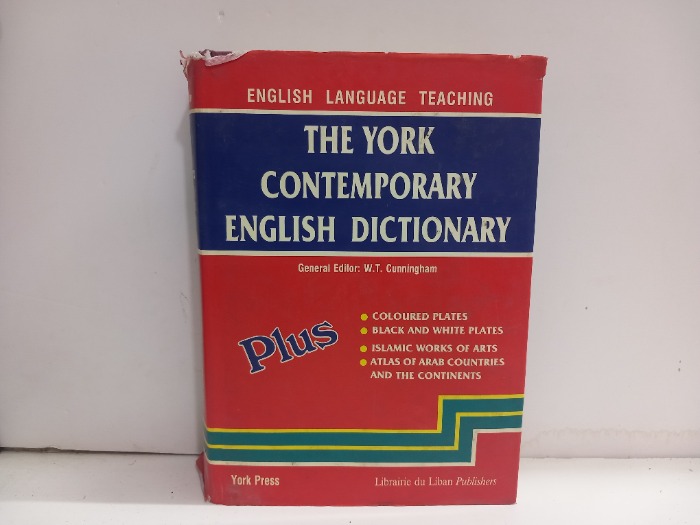 ENGLISH LANGUAGE TEACHING
THE YORK
CONTEMPORARY
ENGLISH DICTIONARY
General Editor: W.T. Cunningham
Plus
COLOURED PLATES
BLACK AND WHITE PLATES
ISLAMIC WORKS OF ARTS
ATLAS OF ARAB COUNTRIES
AND THE CONTINENTS
York Press
Librairie du Liban Publishers